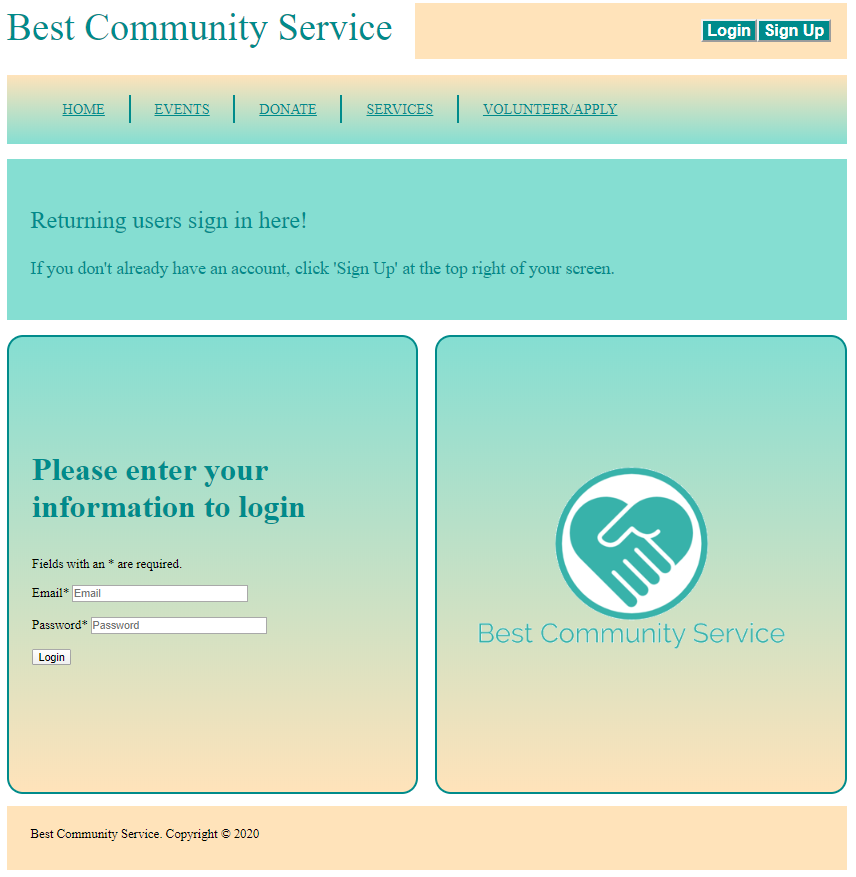 Best Community Service
Login Sign Up
HOME EVENTS DONATE SERVICES VOLUNTEER/APPLY
Returning users sign in here!
If you don't already have an account, click 'Sign Up' at the top right of your screen.
Please enter your
information to login
Fields with an * are required.
Email* Email
Password* Password
Login
Best Community Service
Best Community Service. Copyright © 2020